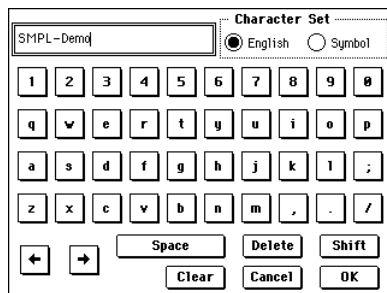 Character Set
SMPL-Demo
English Symbol
1 2 3 4 5 6 7 8 9 0
q w e r t y u i o p
a s d f g h j k l ;
z x c v b n m , . /
← → Space Delete Shift
Clear Cancel OK